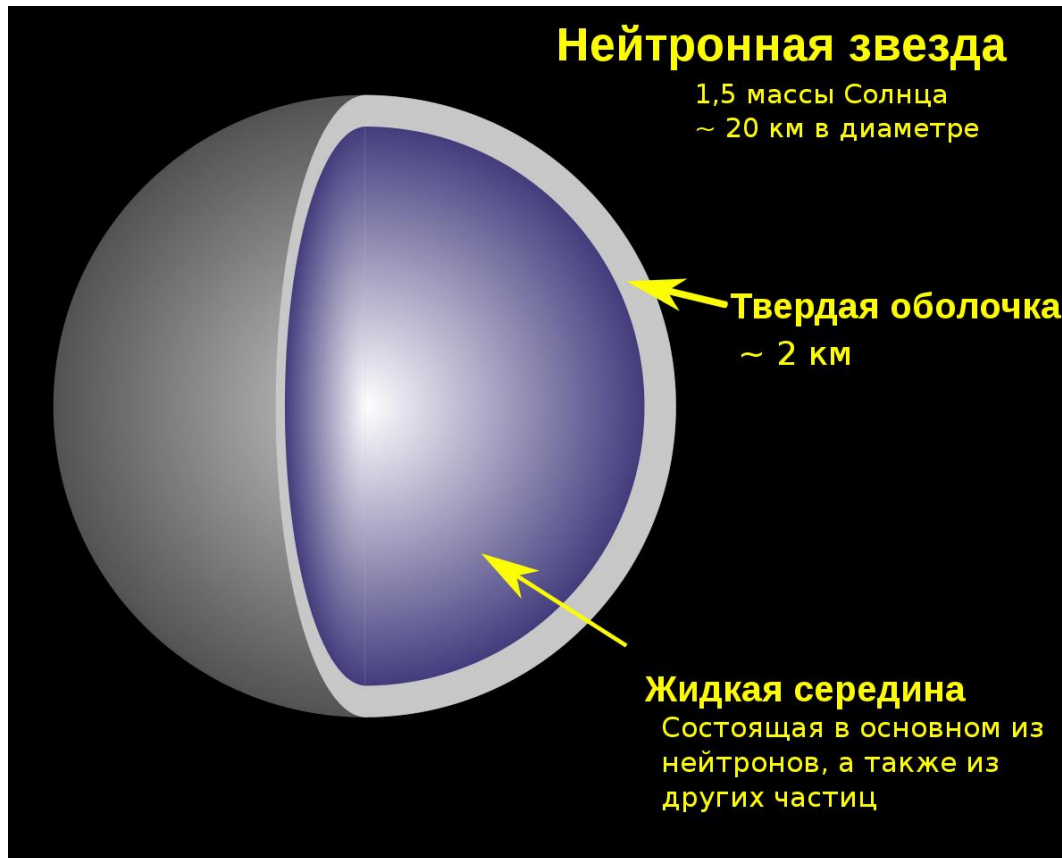 Нейтронная звезда
1,5 массы Солнца
~ 20 км в диаметре
Твердая оболочка
~ 2 км
Жидкая середина
Состоящая в основном из
нейтронов, а также из
других частиц